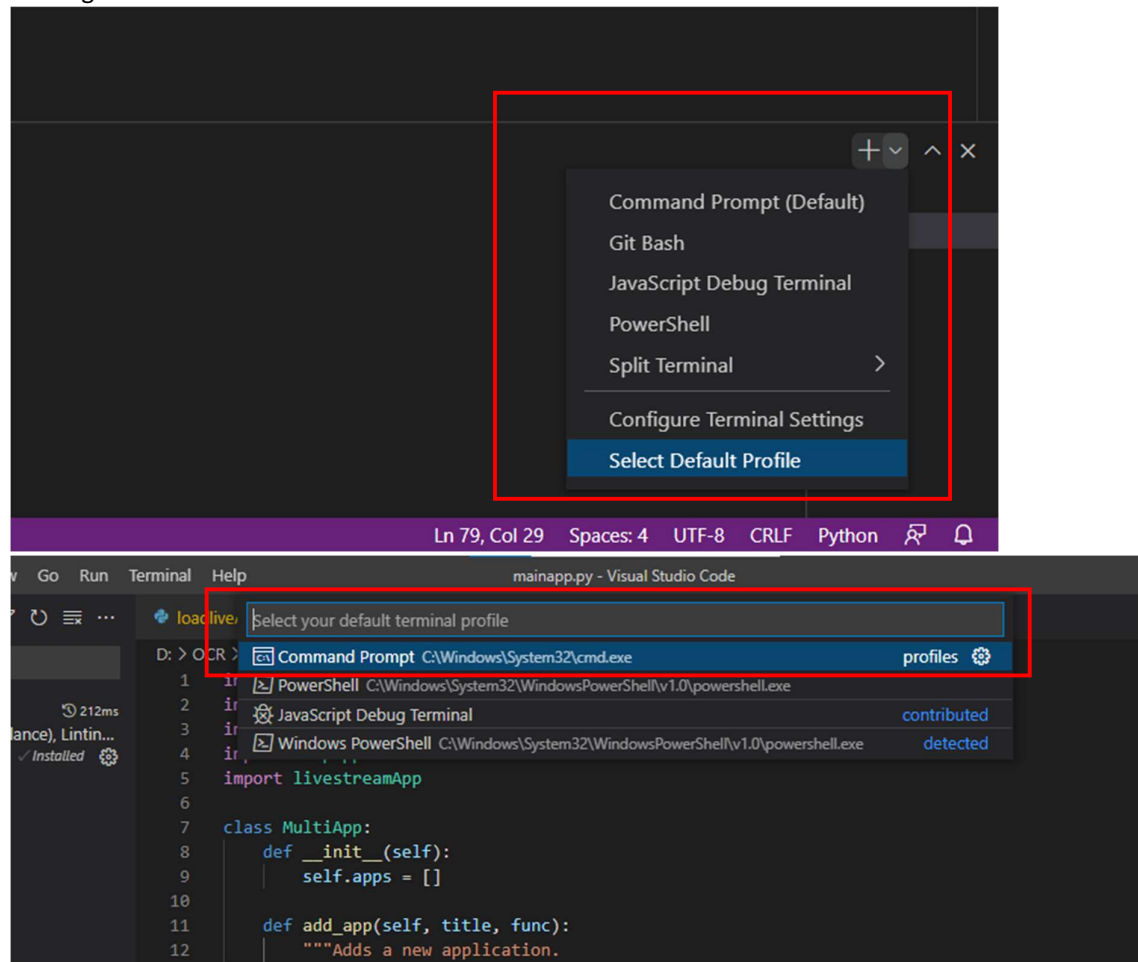 Command Prompt (Default)
Git Bash
JavaScript Debug Terminal
PowerShell
Split Terminal
Configure Terminal Settings
Select Default Profile
Ln 79, Col 29 Spaces: 4 UTF-8 CRLF Python
Go Run Terminal Help mainapp.py - Visual Studio Code
Select your default terminal profile
D: > OCR >
Command Prompt C:\Windows\System32\cmd.exe profiles
1
PowerShell C:\Windows\System32\WindowsPowerShell\v1.0\powershell.exe
212ms
2
JavaScript Debug Terminal contributed
3
Windows PowerShell C:\Windows\System32\WindowsPowerShell\v1.0\powershell.exe detected
Installed
4
5 import livestreamApp
6
7 class MultiApp:
8 def __init__(self):
9 self.apps = []
10
11 def add_app(self, title, func):
12 """Adds a new application.